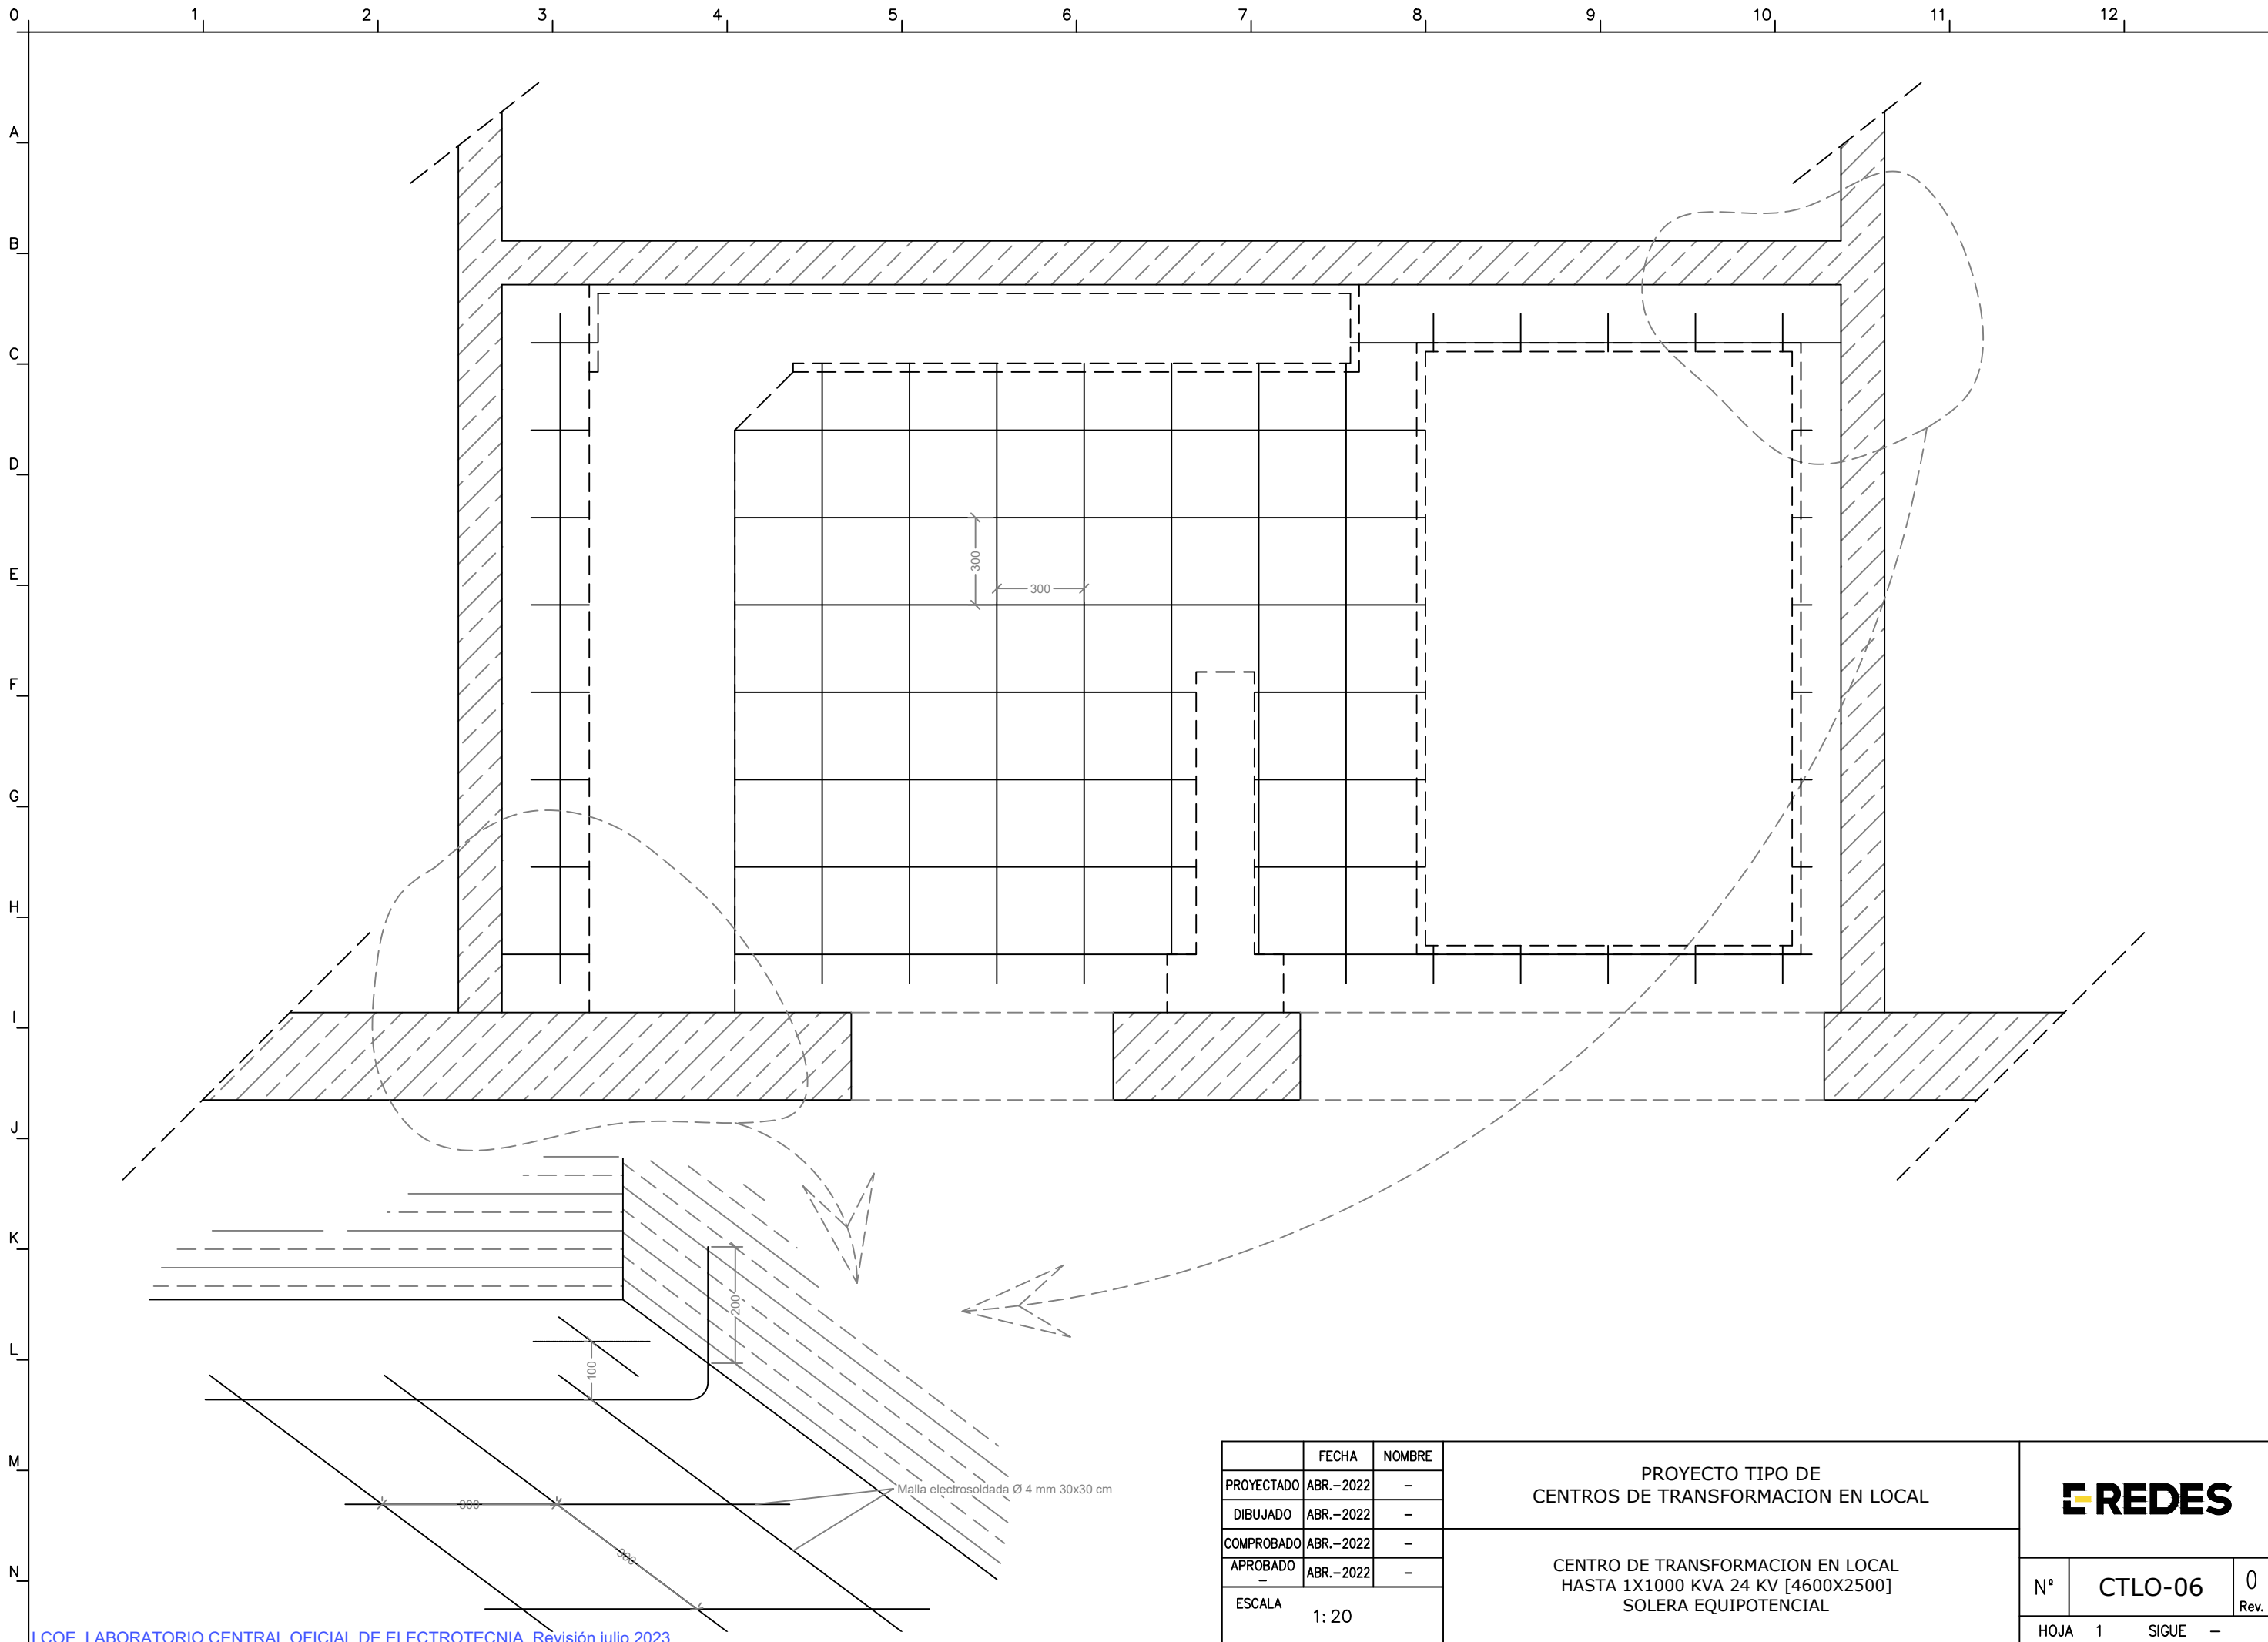 0 1 2 3 4 5 6 7 8 9 10 11 12
A
B
C
D
E
F
G
H
I
J
K
L
M
N
300
300
200
100
300
300
Malla electrosoldada Ø 4 mm 30x30 cm
FECHA NOMBRE
PROYECTADO ABR.-2022 -
DIBUJADO ABR.-2022 -
COMPROBADO ABR.-2022 -
APROBADO - ABR.-2022 -
ESCALA 1:20
PROYECTO TIPO DE
CENTROS DE TRANSFORMACION EN LOCAL
CENTRO DE TRANSFORMACION EN LOCAL
HASTA 1X1000 KVA 24 KV [4600X2500]
SOLERA EQUIPOTENCIAL
E-REDES
Nº CTLO-06 0 Rev.
HOJA 1 SIGUE -
LCOE. LABORATORIO CENTRAL OFICIAL DE ELECTROTECNIA. Revisión julio 2023